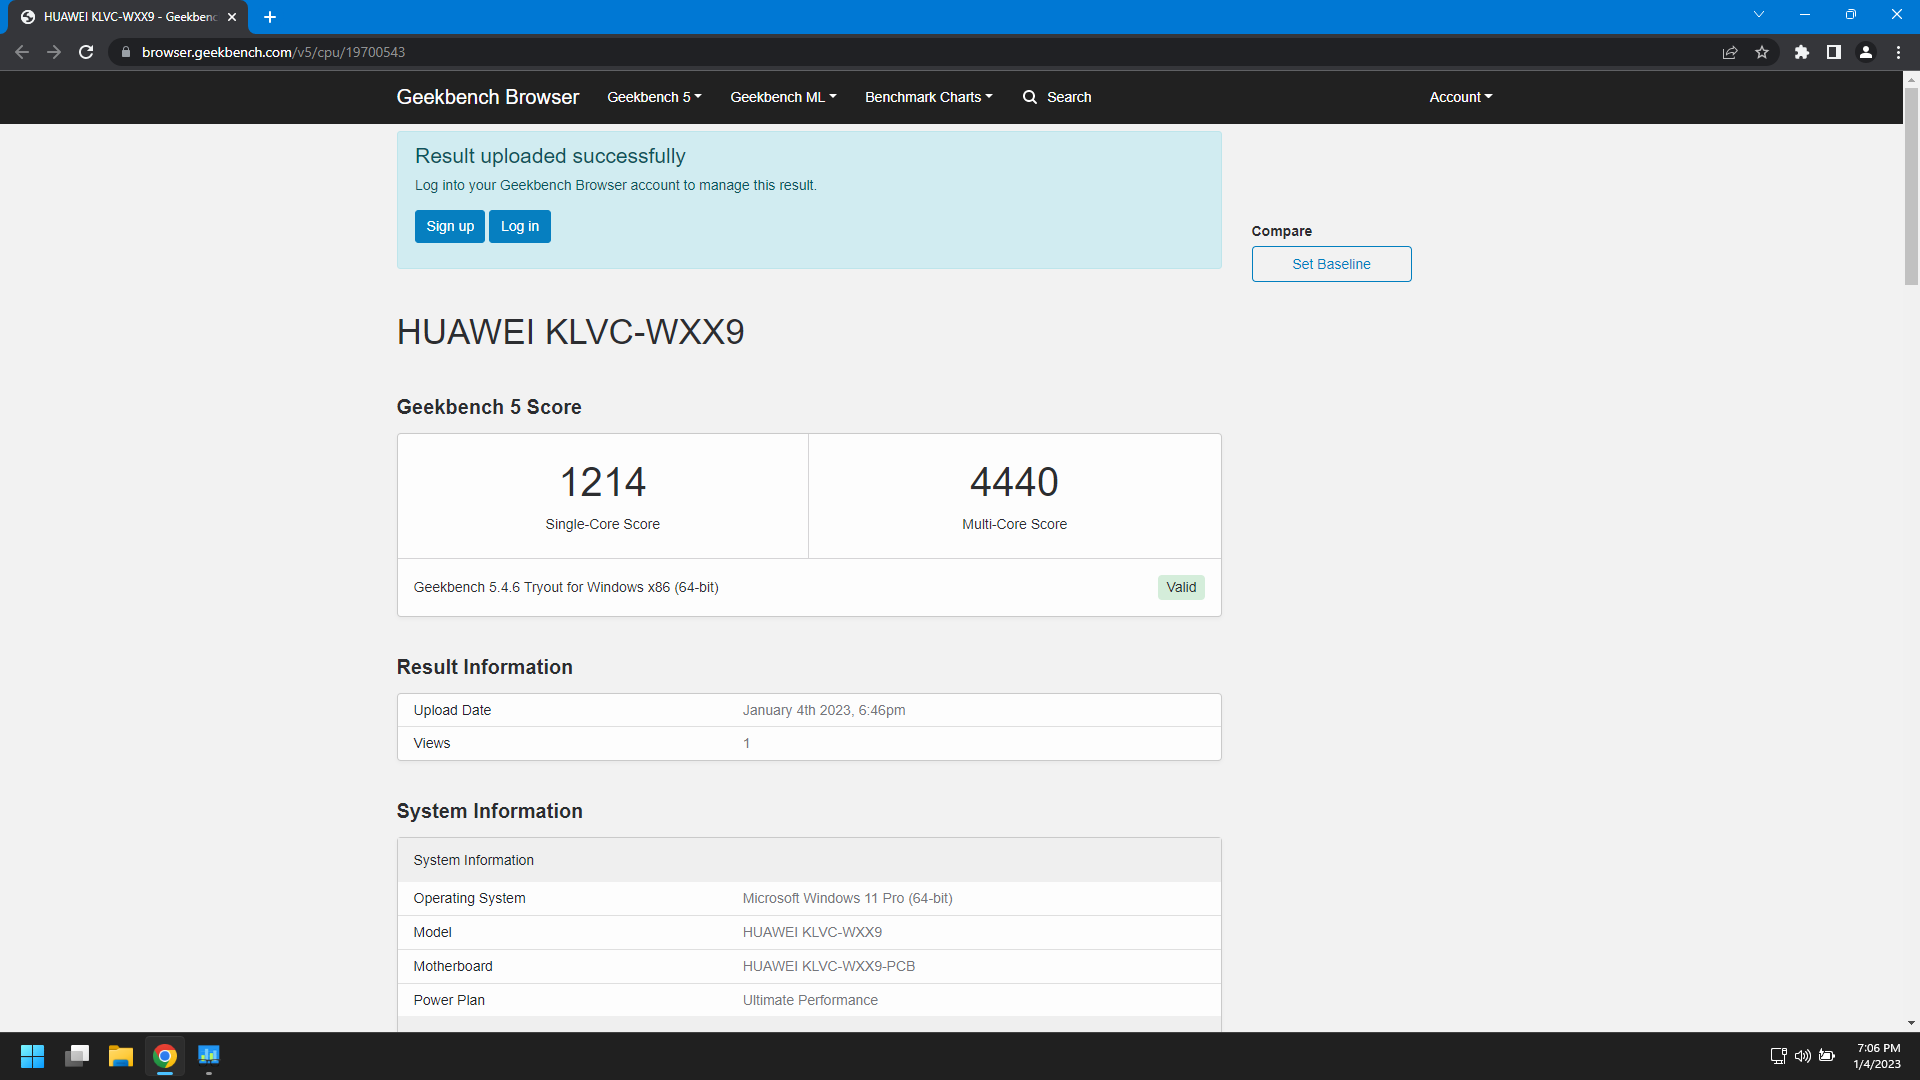 HUAWEI KLVC-WXX9 - Geekbenc
browser.geekbench.com/v5/cpu/19700543
Geekbench Browser
Geekbench 5
Geekbench ML
Benchmark Charts
Search
Account
Result uploaded successfully
Log into your Geekbench Browser account to manage this result.
Sign up
Log in
Compare
Set Baseline
HUAWEI KLVC-WXX9
Geekbench 5 Score
1214
Single-Core Score
4440
Multi-Core Score
Geekbench 5.4.6 Tryout for Windows x86 (64-bit)
Valid
Result Information
Upload Date
January 4th 2023, 6:46pm
Views
1
System Information
System Information
Operating System
Microsoft Windows 11 Pro (64-bit)
Model
HUAWEI KLVC-WXX9
Motherboard
HUAWEI KLVC-WXX9-PCB
Power Plan
Ultimate Performance
7:06 PM
1/4/2023